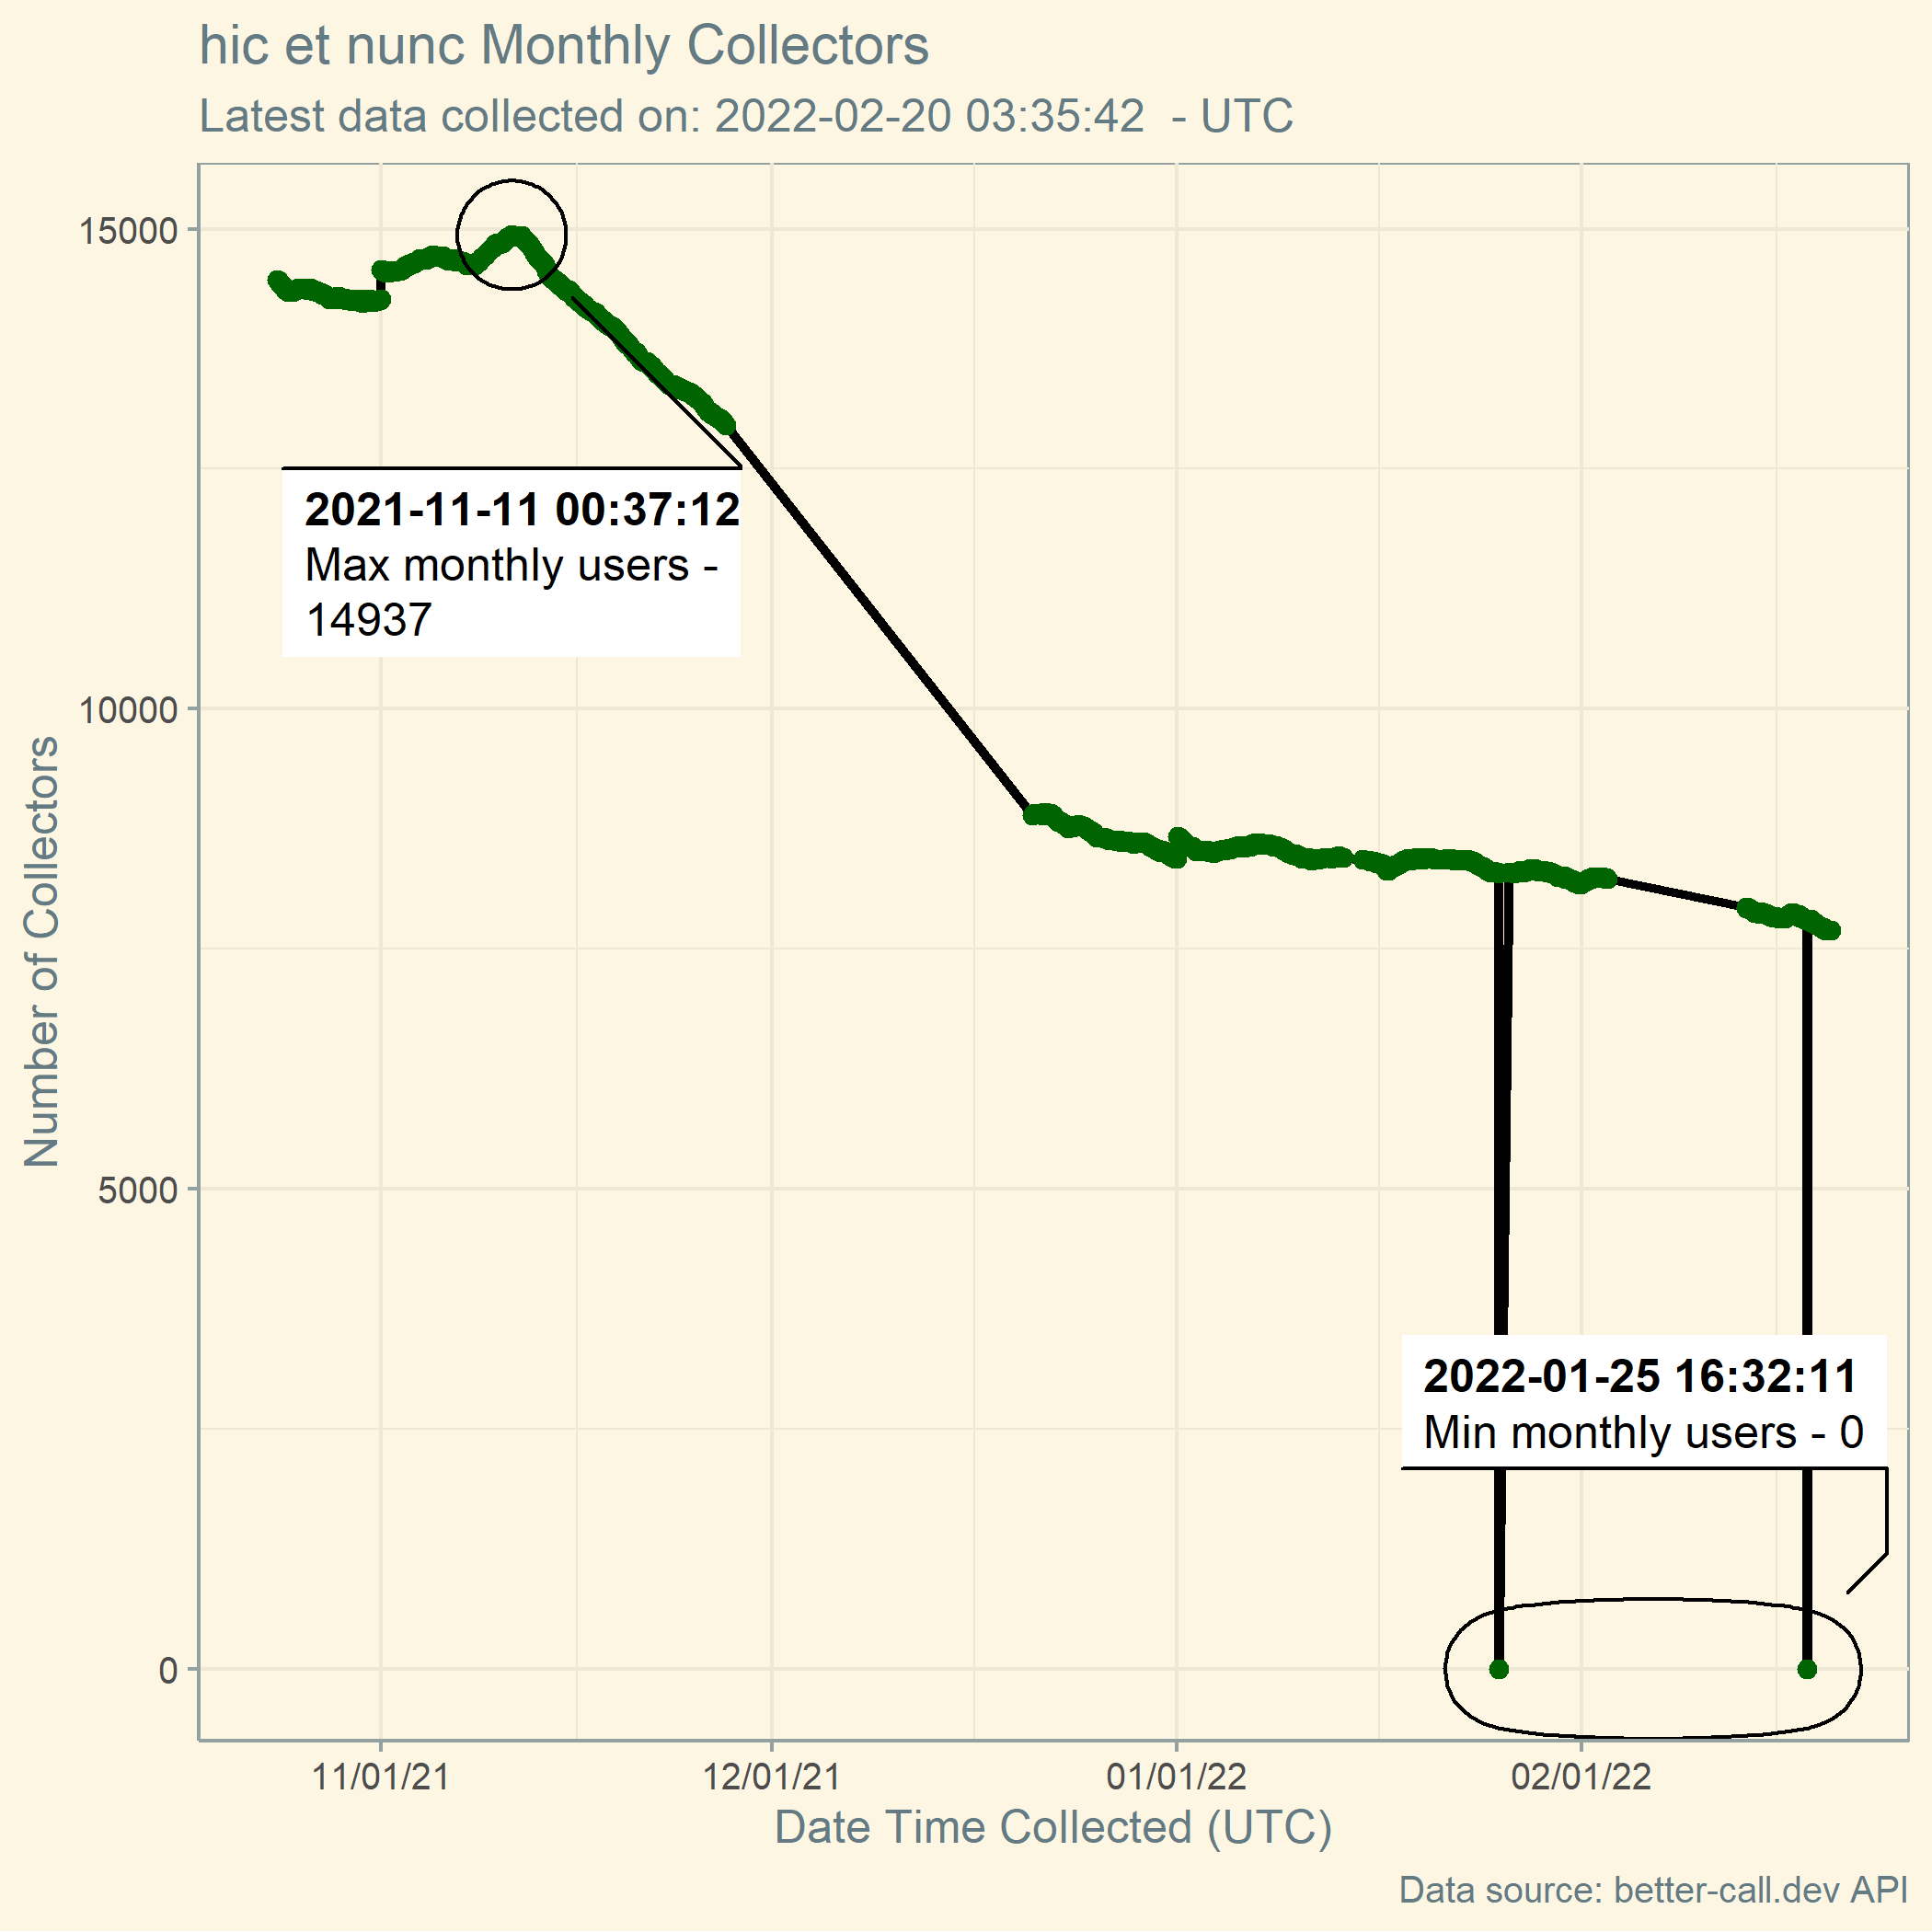 hic et nunc Monthly Collectors
Latest data collected on: 2022-02-20 03:35:42  - UTC
Number of Collectors
15000
10000
5000
0
2021-11-11 00:37:12
Max monthly users -
14937
2022-01-25 16:32:11
Min monthly users - 0
11/01/21
12/01/21
01/01/22
02/01/22
Date Time Collected (UTC)
Data source: better-call.dev API